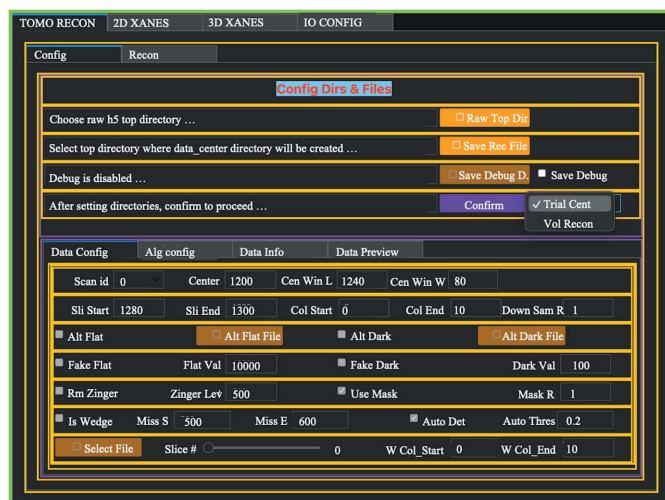 TOMO RECON 2D XANES 3D XANES IO CONFIG
Config Recon
Config Dirs & Files
Choose raw h5 top directory ... Raw Top Dir
Select top directory where data_center directory will be created ... Save Rec File
Debug is disabled ... Save Debug D. Save Debug
After setting directories, confirm to proceed ... Confirm ✓ Trial Cent
Vol Recon
Data Config Alg config Data Info Data Preview
Scan id 0 Center 1200 Cen Win L 1240 Cen Win W 80
Sli Start 1280 Sli End 1300 Col Start 0 Col End 10 Down Sam R 1
Alt Flat Alt Flat File Alt Dark Alt Dark File
Fake Flat Flat Val 10000 Fake Dark Dark Val 100
Rm Zinger Zinger Lev 500 Use Mask Mask R 1
Is Wedge Miss S 500 Miss E 600 Auto Det Auto Thres 0.2
Select File Slice # 0 W Col_Start 0 W Col_End 10